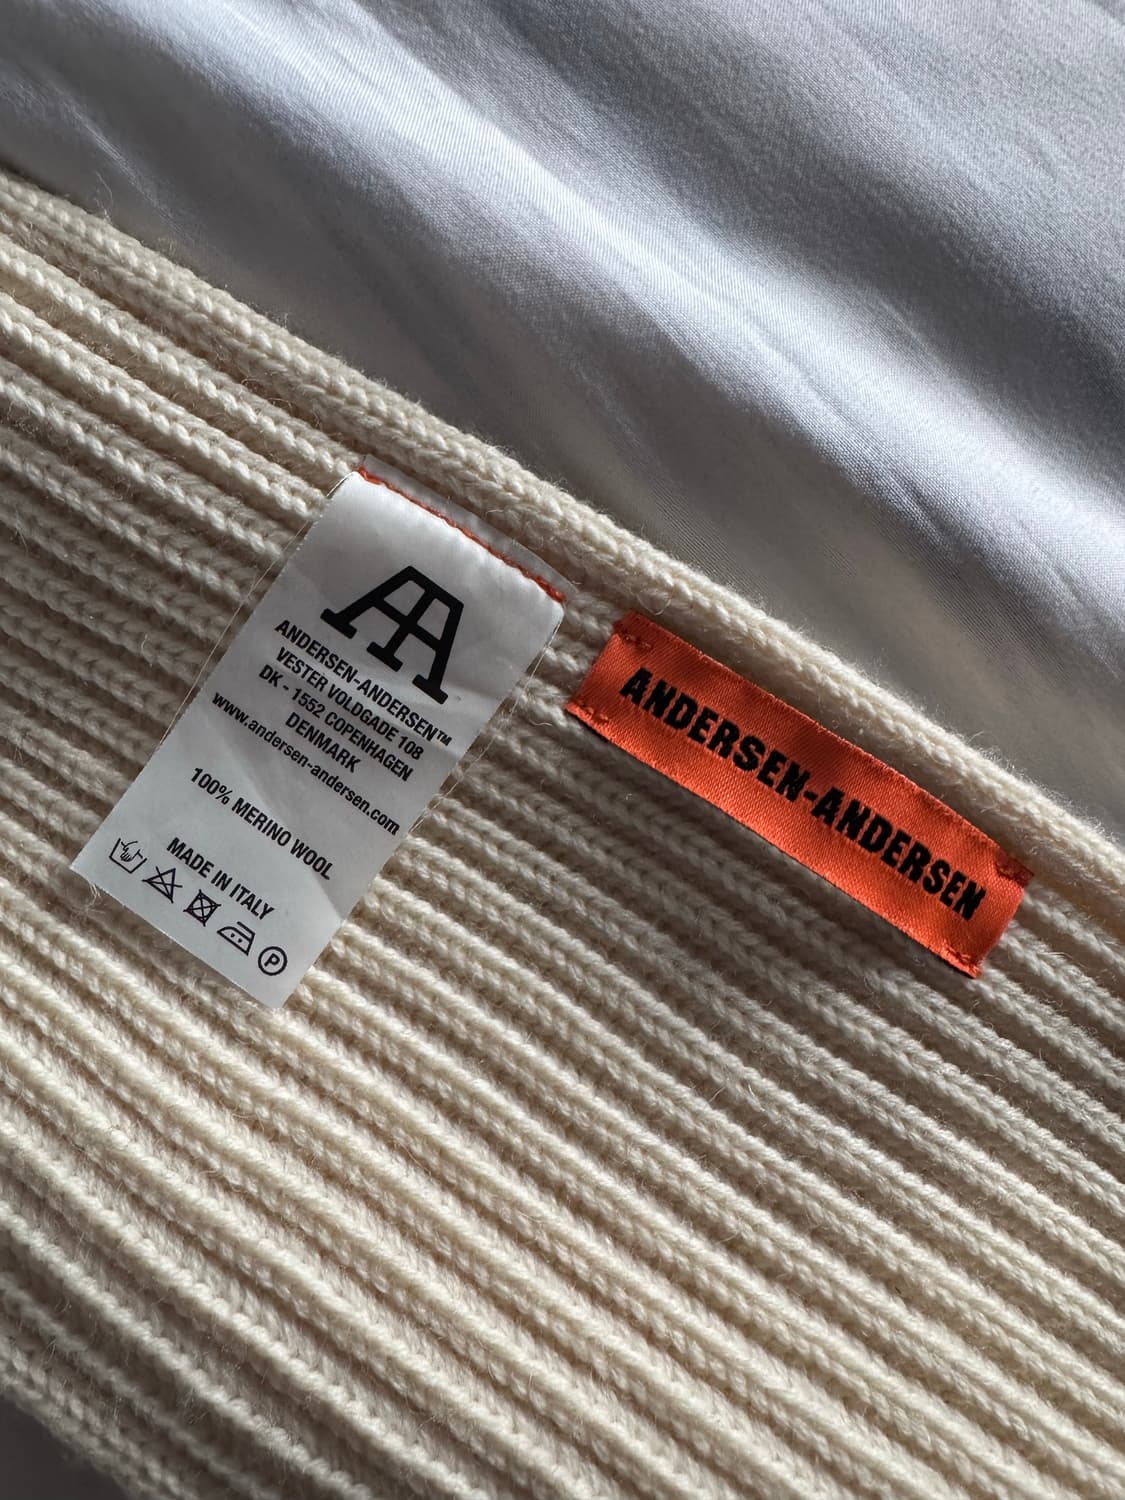 AA
ANDERSEN-ANDERSEN™
VESTER VOLDGADE 108
DK - 1552 COPENHAGEN
DENMARK
www.andersen-andersen.com
100% MERINO WOOL
MADE IN ITALY
P
ANDERSEN-ANDERSEN